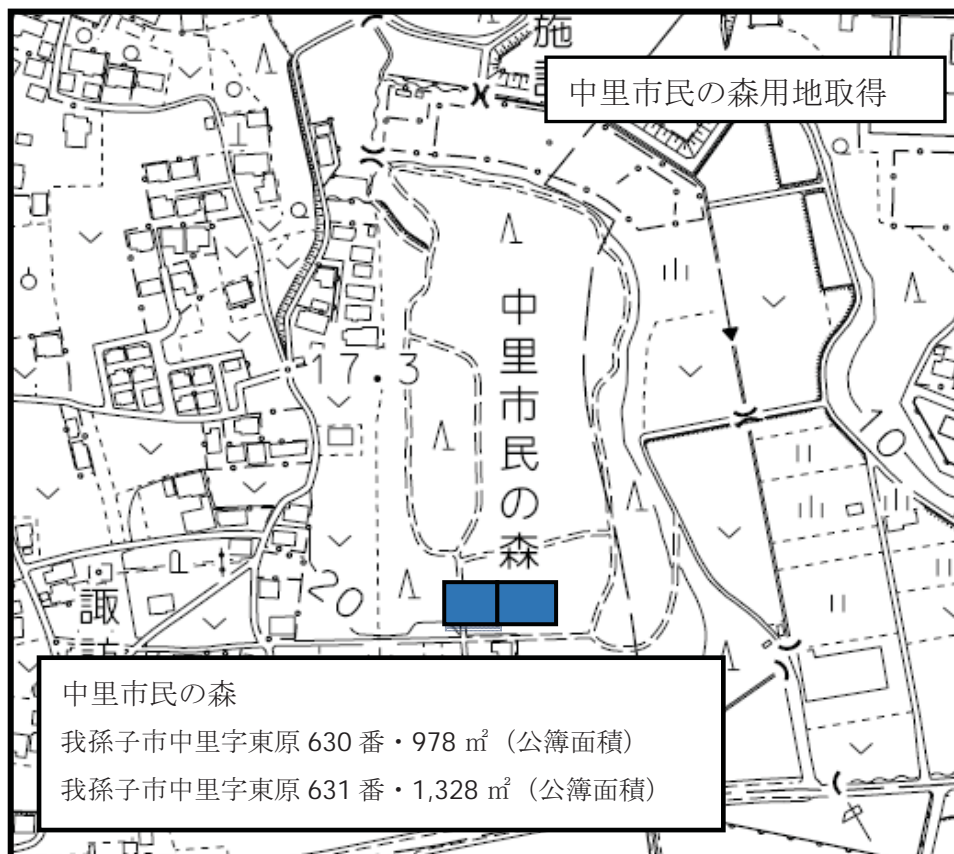 施
中里市民の森用地取得
中里市民の森
17.3
10
20
諏
中里市民の森
我孫子市中里字東原 630 番・978 ㎡（公簿面積）
我孫子市中里字東原 631 番・1,328 ㎡（公簿面積）